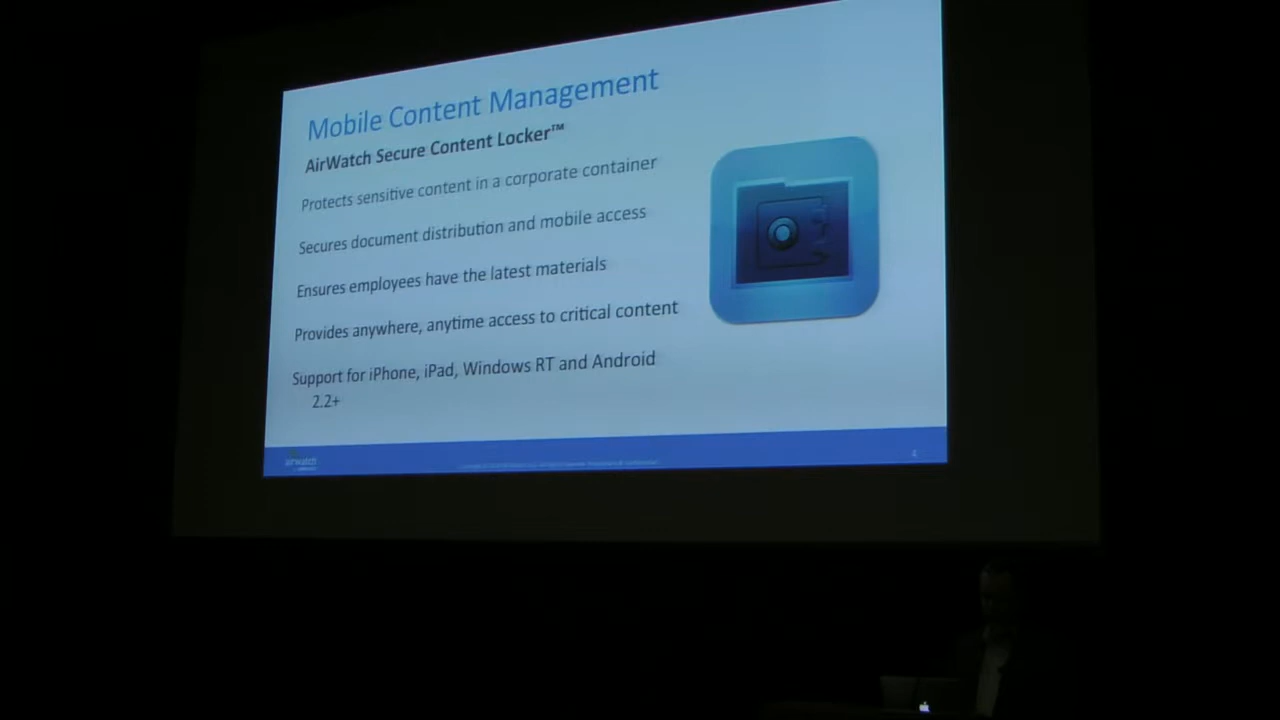 Mobile Content Management
AirWatch Secure Content Locker™
Protects sensitive content in a corporate container
Secures document distribution and mobile access
Ensures employees have the latest materials
Provides anywhere, anytime access to critical content
Support for iPhone, iPad, Windows RT and Android
2.2+
airwatch
4